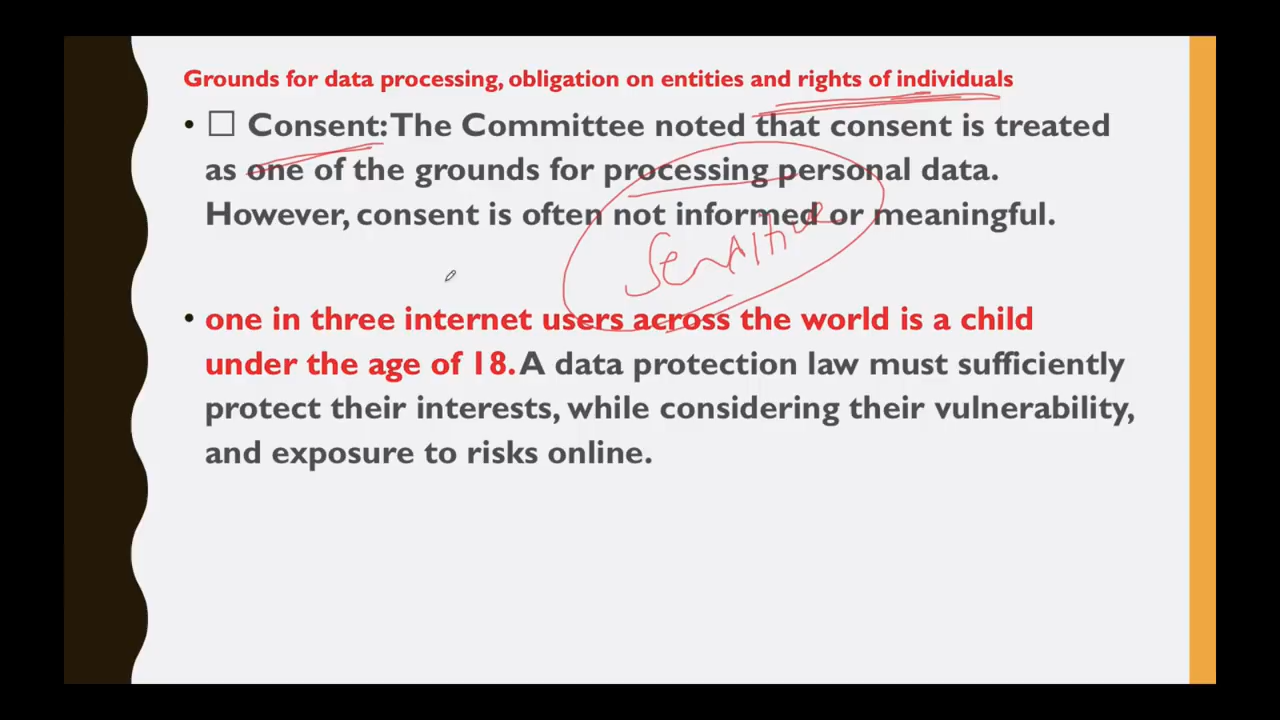 Grounds for data processing, obligation on entities and rights of individuals
• ☐ Consent: The Committee noted that consent is treated
as one of the grounds for processing personal data.
However, consent is often not informed or meaningful.
Sensitive
• one in three internet users across the world is a child
under the age of 18. A data protection law must sufficiently
protect their interests, while considering their vulnerability,
and exposure to risks online.